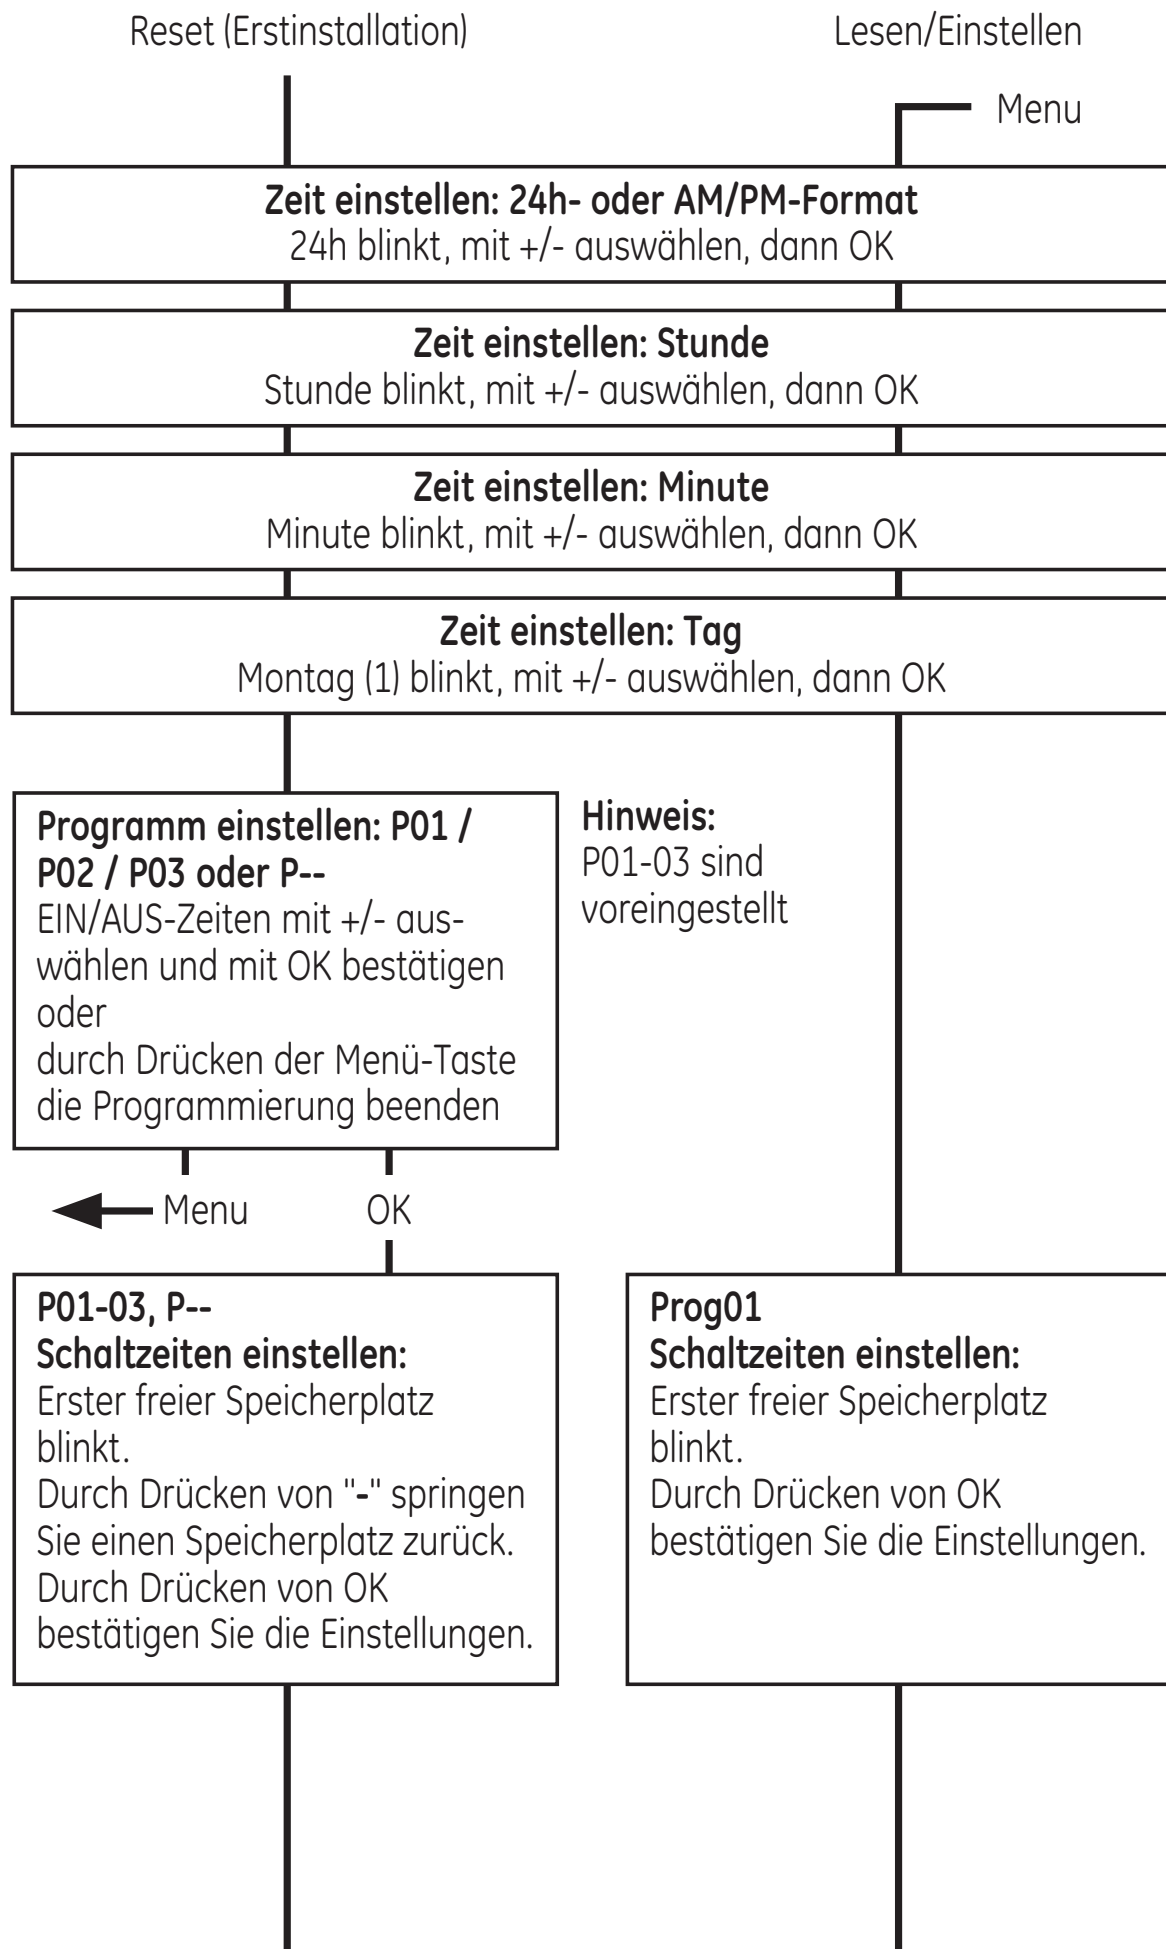 Reset (Erstinstallation)
Lesen/Einstellen
Menu
Zeit einstellen: 24h- oder AM/PM-Format
24h blinkt, mit +/- auswählen, dann OK
Zeit einstellen: Stunde
Stunde blinkt, mit +/- auswählen, dann OK
Zeit einstellen: Minute
Minute blinkt, mit +/- auswählen, dann OK
Zeit einstellen: Tag
Montag (1) blinkt, mit +/- auswählen, dann OK
Programm einstellen: P01 /
P02 / P03 oder P--
EIN/AUS-Zeiten mit +/- aus-
wählen und mit OK bestätigen
oder
durch Drücken der Menü-Taste
die Programmierung beenden
Hinweis:
P01-03 sind
voreingestellt
Menu
OK
P01-03, P--
Schaltzeiten einstellen:
Erster freier Speicherplatz
blinkt.
Durch Drücken von "-" springen
Sie einen Speicherplatz zurück.
Durch Drücken von OK
bestätigen Sie die Einstellungen.
Prog01
Schaltzeiten einstellen:
Erster freier Speicherplatz
blinkt.
Durch Drücken von OK
bestätigen Sie die Einstellungen.